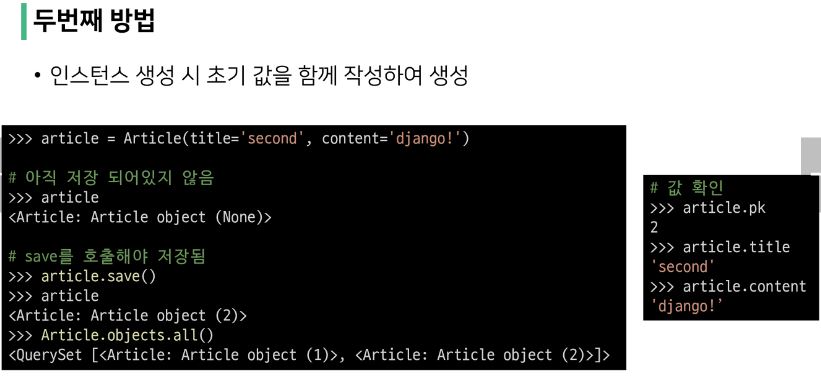 두번째 방법
• 인스턴스 생성 시 초기 값을 함께 작성하여 생성
>>> article = Article(title='second', content='django!')
# 아직 저장 되어있지 않음
>>> article
<Article: Article object (None)>
# save를 호출해야 저장됨
>>> article.save()
>>> article
<Article: Article object (2)>
>>> Article.objects.all()
<QuerySet [<Article: Article object (1)>, <Article: Article object (2)>]>
# 값 확인
>>> article.pk
2
>>> article.title
'second'
>>> article.content
'django!’